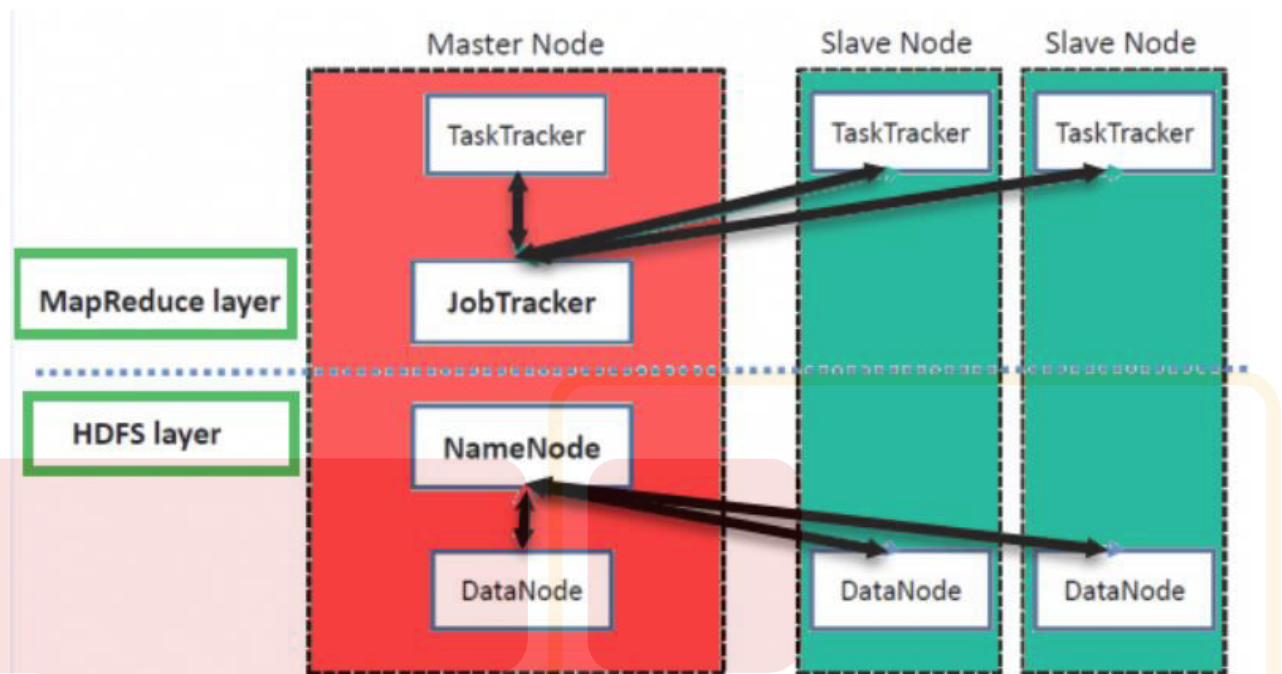 Master Node
Slave Node
Slave Node
TaskTracker
TaskTracker
TaskTracker
MapReduce layer
JobTracker
HDFS layer
NameNode
DataNode
DataNode
DataNode